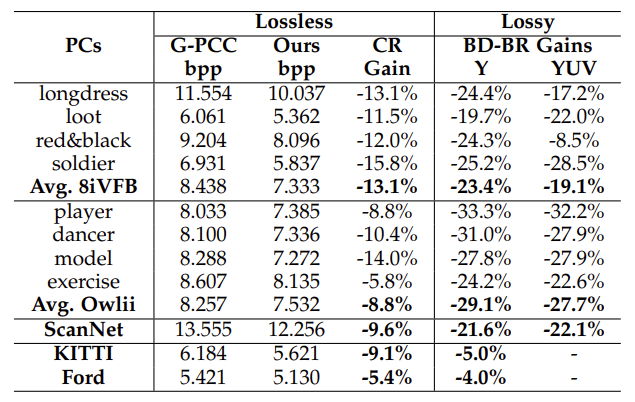 PCs Lossless Lossy
G-PCC Ours CR BD-BR Gains
bpp bpp Gain Y YUV
longdress 11.554 10.037 -13.1% -24.4% -17.2%
loot 6.061 5.362 -11.5% -19.7% -22.0%
red&black 9.204 8.096 -12.0% -24.3% -8.5%
soldier 6.931 5.837 -15.8% -25.2% -28.5%
Avg. 8iVFB 8.438 7.333 -13.1% -23.4% -19.1%
player 8.033 7.385 -8.8% -33.3% -32.2%
dancer 8.100 7.336 -10.4% -31.0% -27.9%
model 8.288 7.272 -14.0% -27.8% -27.9%
exercise 8.607 8.135 -5.8% -24.2% -22.6%
Avg. Owlii 8.257 7.532 -8.8% -29.1% -27.7%
ScanNet 13.555 12.256 -9.6% -21.6% -22.1%
KITTI 6.184 5.621 -9.1% -5.0% -
Ford 5.421 5.130 -5.4% -4.0% -